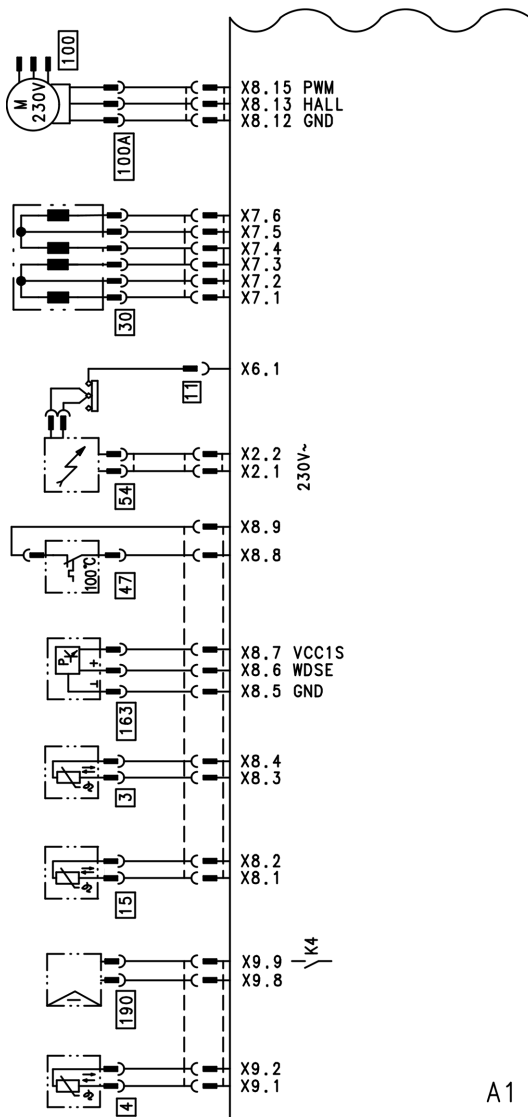 100
M
230V
100A
X8.15 PWM
X8.13 HALL
X8.12 GND
X7.6
X7.5
X7.4
X7.3
X7.2
X7.1
30
X6.1
11
X2.2
X2.1
230V~
54
X8.9
X8.8
100°C
47
P
+
⊥
X8.7 VCC1S
X8.6 WDSE
X8.5 GND
163
X8.4
X8.3
3
X8.2
X8.1
15
X9.9
K4
X9.8
190
X9.2
X9.1
4
A1